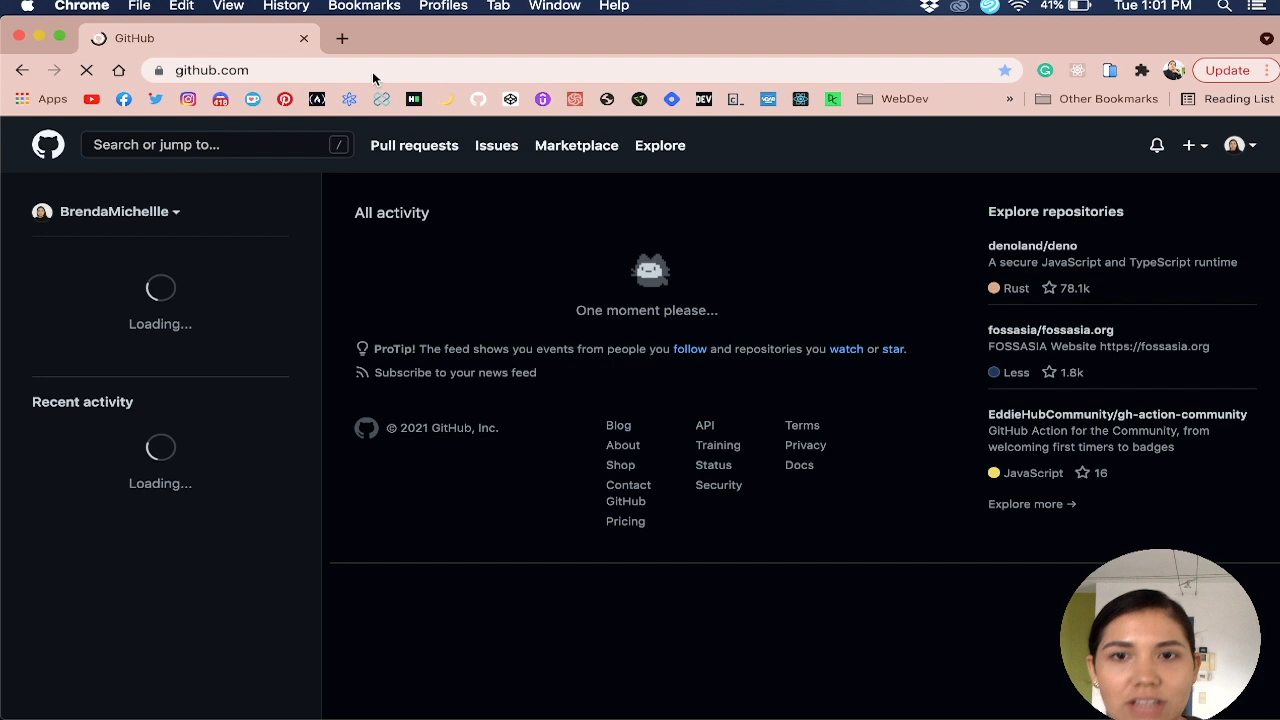 Chrome File Edit View History Bookmarks Profiles Tab Window Help 41% Tue 1:01 PM
GitHub
github.com Update
Apps WebDev » Other Bookmarks Reading List
Search or jump to... / Pull requests Issues Marketplace Explore
BrendaMichellle
Loading...
Recent activity
Loading...
All activity
One moment please...
ProTip! The feed shows you events from people you follow and repositories you watch or star.
Subscribe to your news feed
© 2021 GitHub, Inc.
Blog
About
Shop
Contact
GitHub
Pricing
API
Training
Status
Security
Terms
Privacy
Docs
Explore repositories
denoland/deno
A secure JavaScript and TypeScript runtime
Rust 78.1k
fossasia/fossasia.org
FOSSASIA Website https://fossasia.org
Less 1.8k
EddieHubCommunity/gh-action-community
GitHub Action for the Community, from
welcoming first timers to badges
JavaScript 16
Explore more →